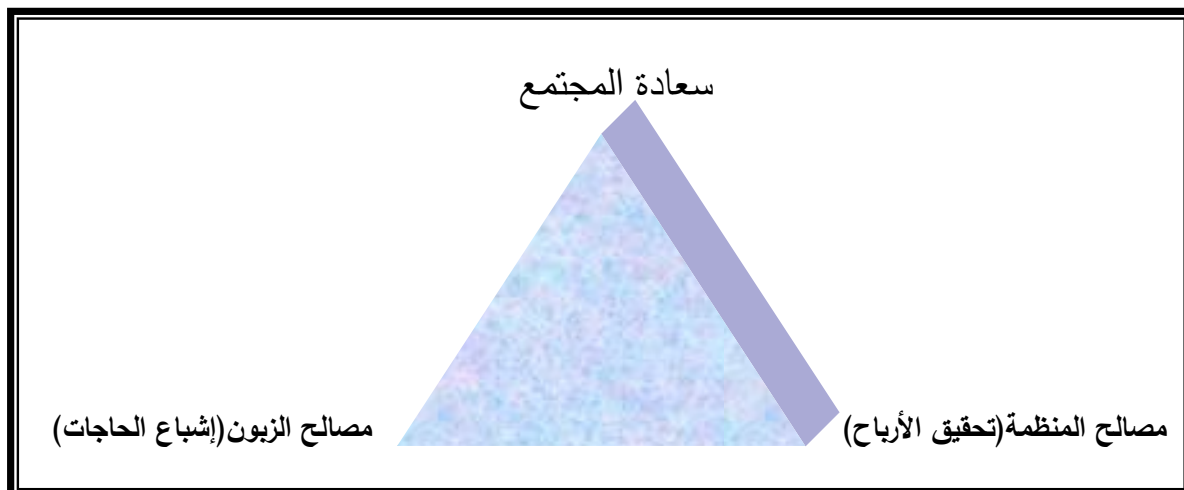 سعادة المجتمع
مصالح المنظمة(تحقيق الأرباح)
مصالح الزبون(إشباع الحاجات)